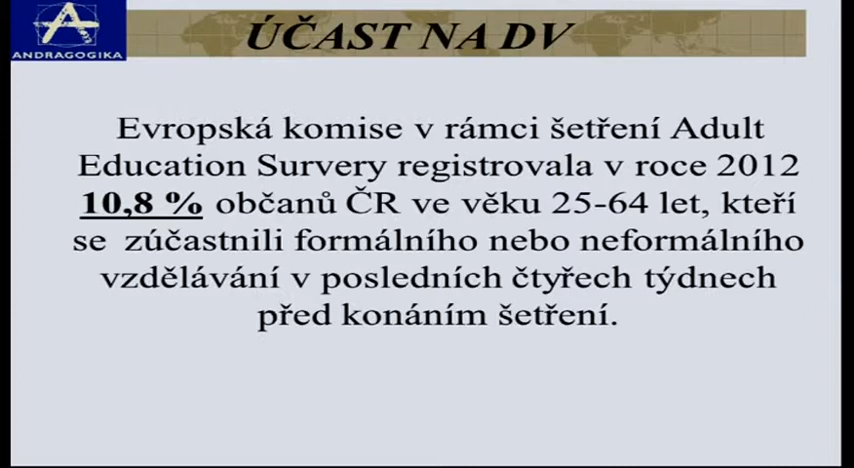 ANDRAGOGIKA
ÚČAST NA DV
Evropská komise v rámci šetření Adult
Education Survery registrovala v roce 2012
10,8 % občanů ČR ve věku 25-64 let, kteří
se zúčastnili formálního nebo neformálního
vzdělávání v posledních čtyřech týdnech
před konáním šetření.